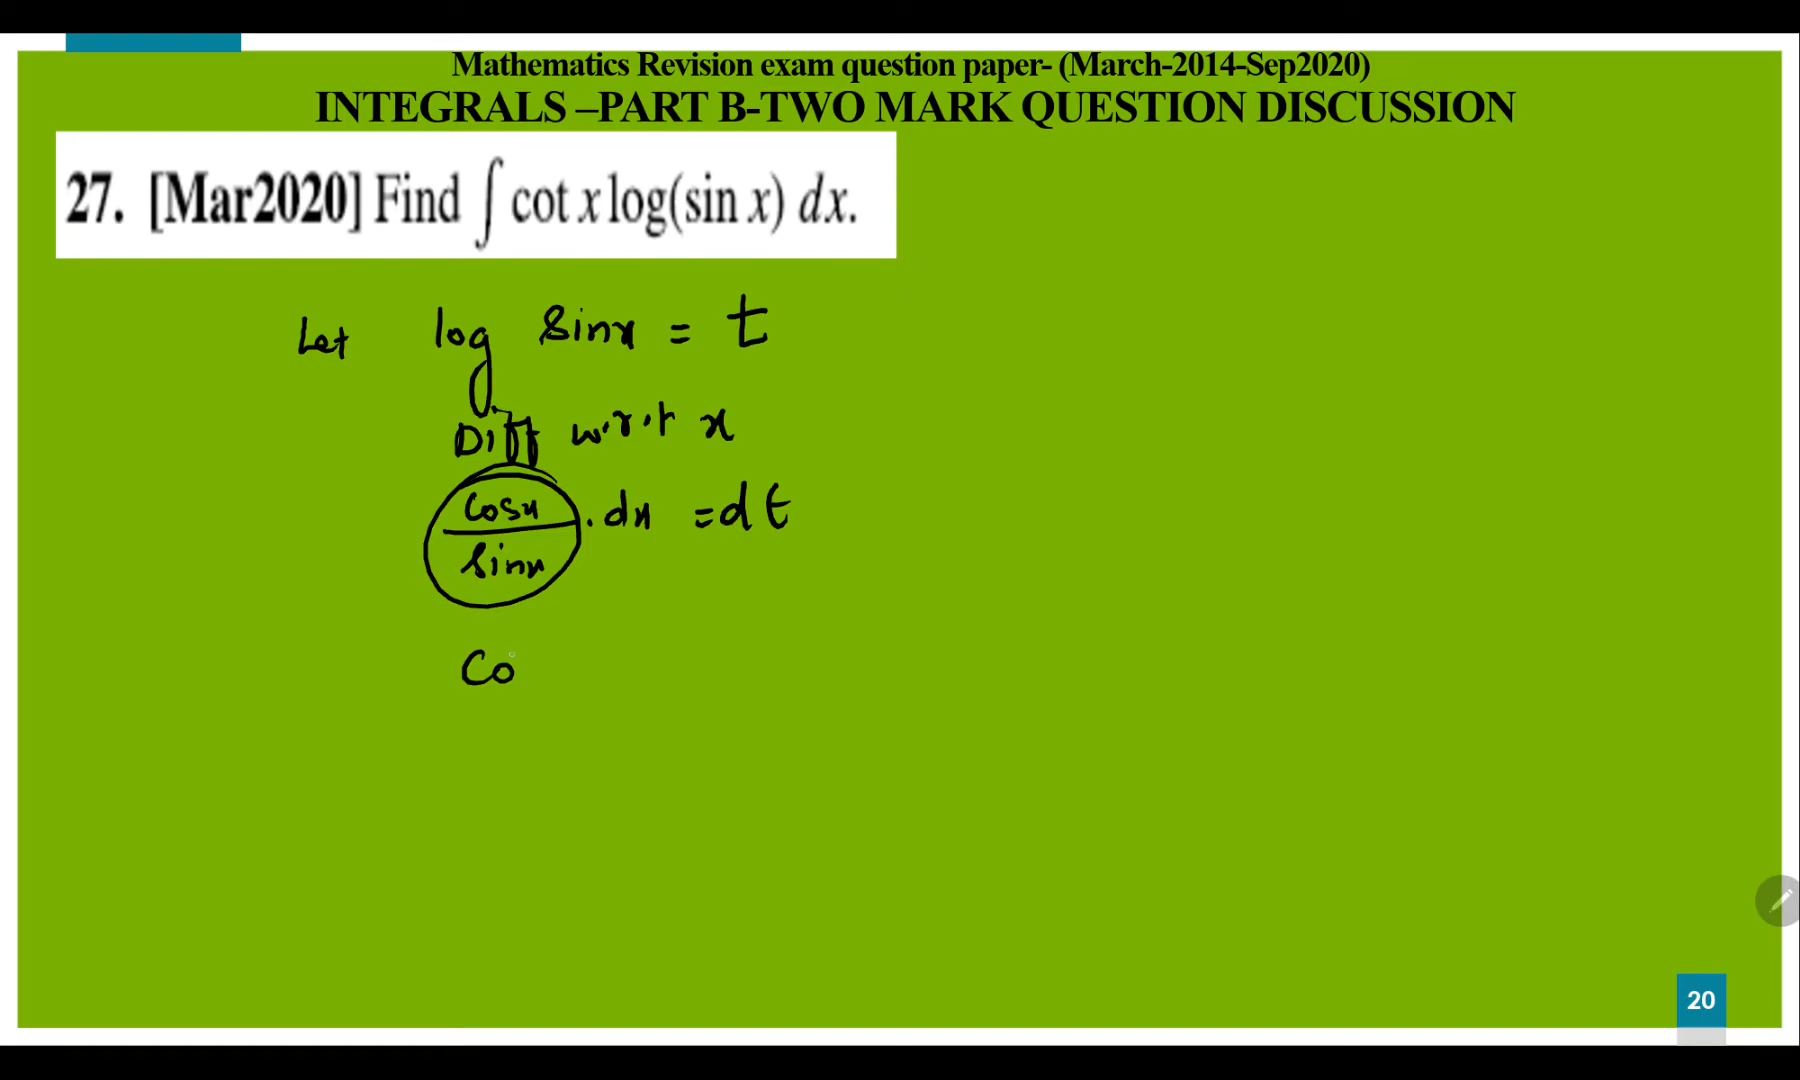 Mathematics Revision exam question paper- (March-2014-Sep2020)
INTEGRALS –PART B-TWO MARK QUESTION DISCUSSION
27. [Mar2020] Find ∫ cot x log(sin x) dx.
Let log sinx = t
Diff w.r.t x
cosx
/ sinx . dx = dt
Co
20